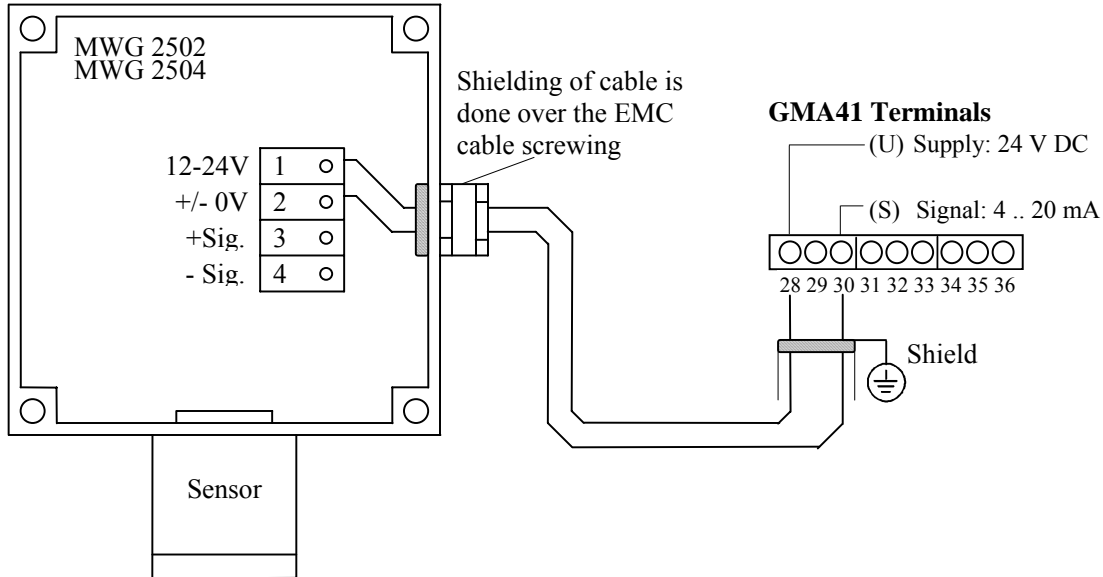 MWG 2502
MWG 2504
Shielding of cable is
done over the EMC
cable screwing
GMA41 Terminals
(U) Supply: 24 V DC
(S) Signal: 4 .. 20 mA
12-24V 1
+/- 0V 2
+Sig. 3
- Sig. 4
28 29 30 31 32 33 34 35 36
Shield
Sensor